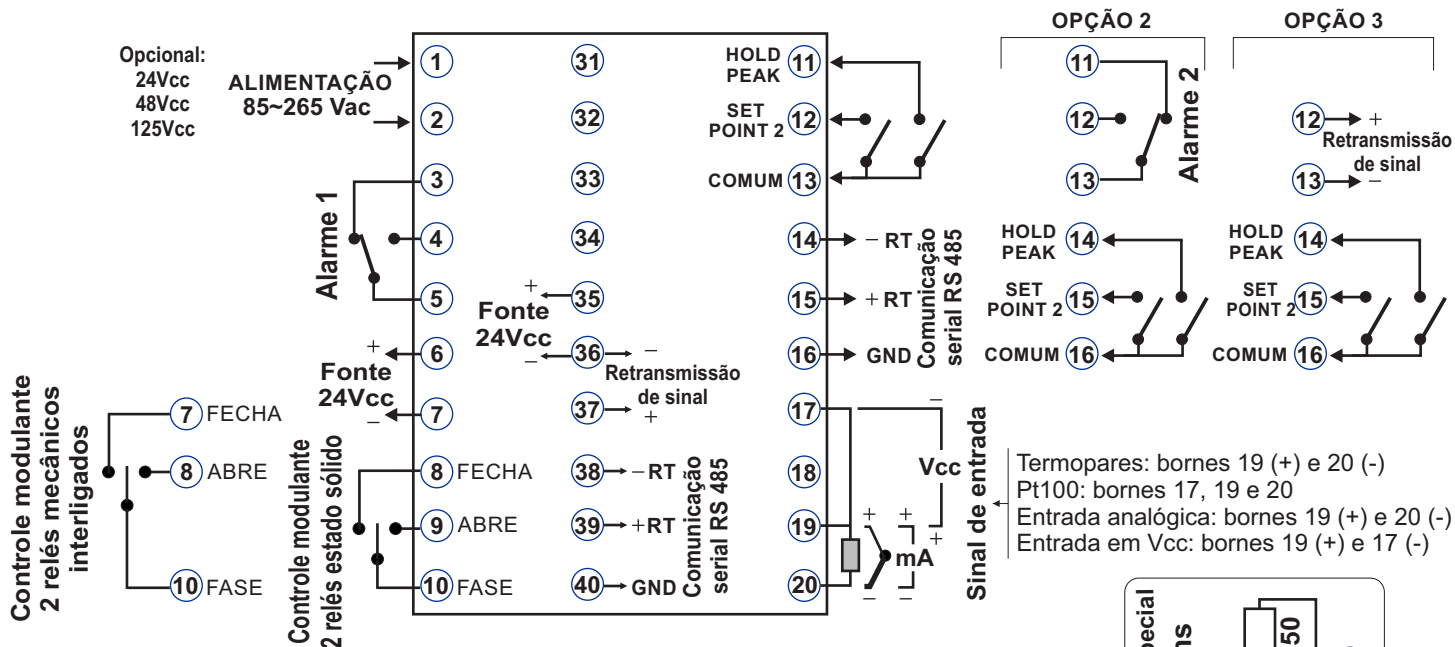 OPÇÃO 2
OPÇÃO 3
Opcional:
24Vcc
48Vcc
125Vcc
ALIMENTAÇÃO
85~265 Vac
1
2
3
4
5
6
7
8 FECHA
9 ABRE
10 FASE
Alarme 1
+
Fonte
24Vcc
−
Controle modulante
2 relés mecânicos
interligados
7 FECHA
8 ABRE
10 FASE
Controle modulante
2 relés estado sólido
31
32
33
34
+
35
Fonte
24Vcc
−
36 −
Retransmissão
de sinal
37 +
38 − RT
39 + RT
40 GND
Comunicação
serial RS 485
HOLD
PEAK 11
SET
POINT 2 12
COMUM 13
14 − RT
15 + RT
16 GND
Comunicação
serial RS 485
17 −
18 Vcc
19 + + +
mA
20 − −
Sinal de entrada
Termopares: bornes 19 (+) e 20 (-)
Pt100: bornes 17, 19 e 20
Entrada analógica: bornes 19 (+) e 20 (-)
Entrada em Vcc: bornes 19 (+) e 17 (-)
11
12
13
Alarme 2
HOLD
PEAK 14
SET
POINT 2 15
COMUM 16
12 +
Retransmissão
de sinal
13 −
HOLD
PEAK 14
SET
POINT 2 15
COMUM 16
50